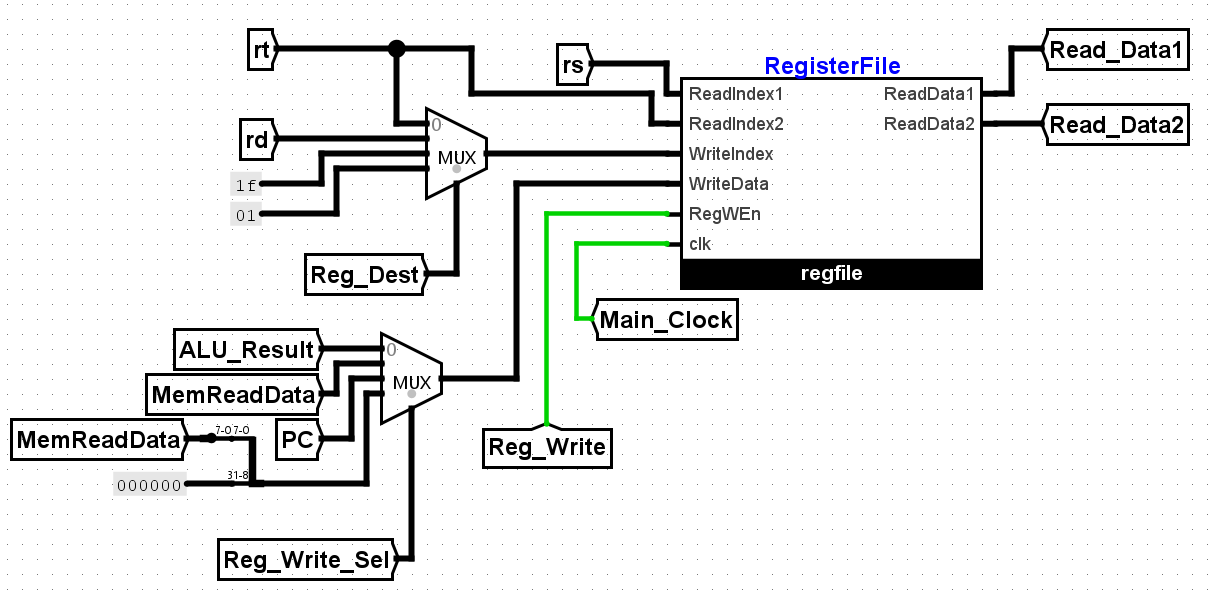 rt
rs
RegisterFile
Read_Data1
ReadIndex1 ReadData1
ReadIndex2 ReadData2
Read_Data2
0
rd
MUX
WriteIndex
1f
WriteData
01
RegWEn
clk
Reg_Dest
regfile
Main_Clock
ALU_Result
0
MUX
MemReadData
MemReadData
7-0 7-0
PC
Reg_Write
31-8
000000
Reg_Write_Sel